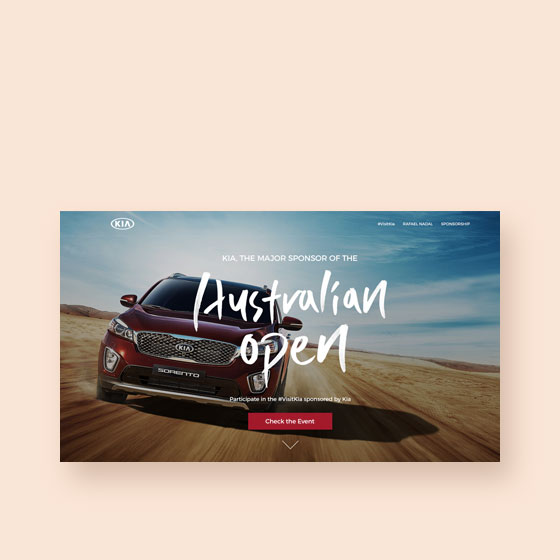 KIA
#VisitKia RAFAEL NADAL SPONSORSHIP
KIA, THE MAJOR SPONSOR OF THE
Australian
open
KIA
SORENTO
Participate in the #VisitKia sponsored by Kia
Check the Event